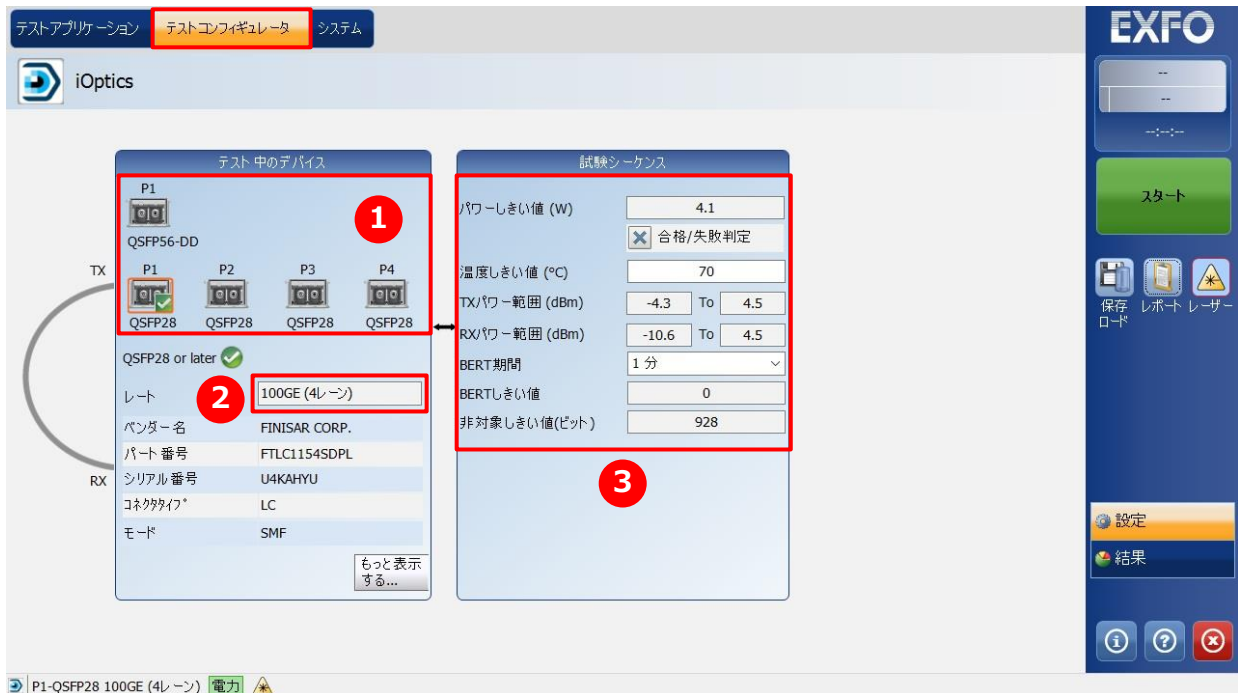 テストアプリケーション テストコンフィギュレータ システム
EXFO
iOptics
--
--
--:--:--
スタート
保存 ロード レポート レーザー
テスト中のデバイス
P1
QSFP56-DD
1
TX
P1 P2 P3 P4
QSFP28 QSFP28 QSFP28 QSFP28
QSFP28 or later
2
レート 100GE (4レーン)
ベンダー名 FINISAR CORP.
パート番号 FTLC1154SDPL
RX
シリアル番号 U4KAHYU
コネクタタイプ LC
モード SMF
もっと表示
する...
試験シーケンス
パワーしきい値 (W) 4.1
合格/失敗判定
温度しきい値 (°C) 70
TXパワー範囲 (dBm) -4.3 To 4.5
RXパワー範囲 (dBm) -10.6 To 4.5
BERT期間 1 分
BERTしきい値 0
非対象しきい値(ビット) 928
3
設定
結果
P1-QSFP28 100GE (4レーン) 電力